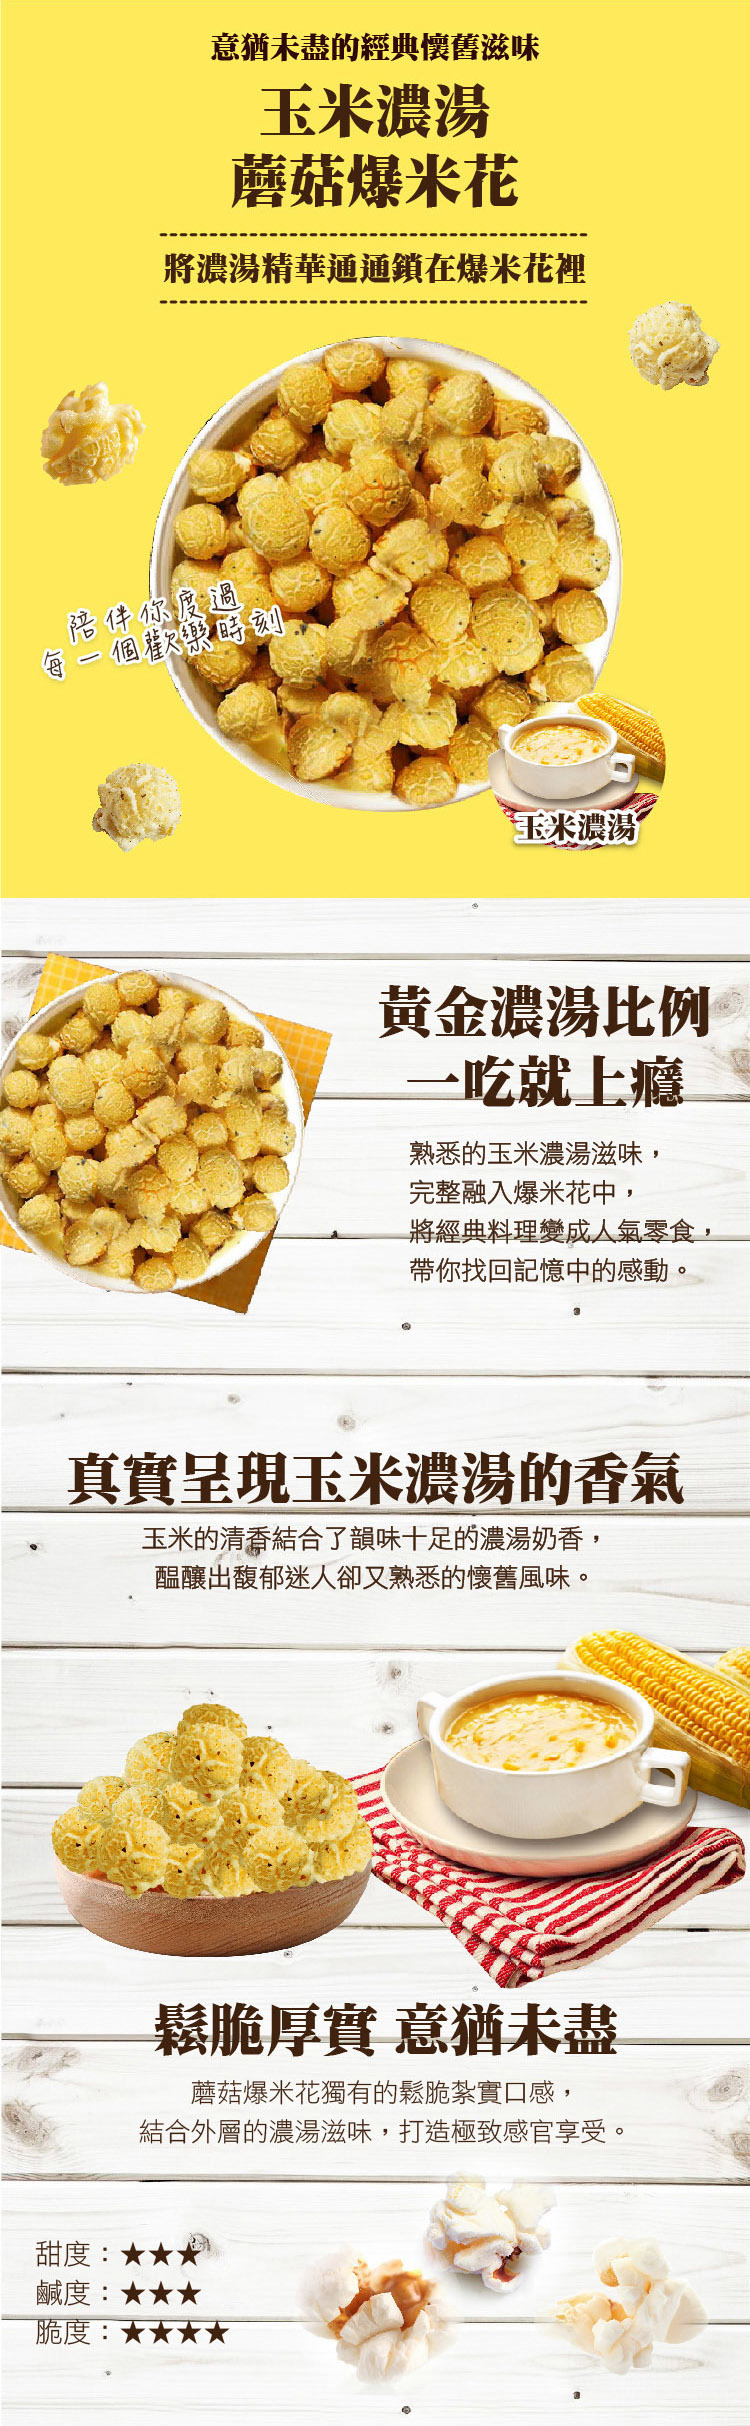 意猶未盡的經典懷舊滋味
玉米濃湯
蘑菇爆米花
將濃湯精華通通鎖在爆米花裡
陪伴你度過
每一個歡樂時刻
玉米濃湯
黃金濃湯比例
一吃就上癮
熟悉的玉米濃湯滋味，
完整融入爆米花中，
將經典料理變成人氣零食，
帶你找回記憶中的感動。
真實呈現玉米濃湯的香氣
玉米的清香結合了韻味十足的濃湯奶香，
醞釀出馥郁迷人卻又熟悉的懷舊風味。
鬆脆厚實 意猶未盡
蘑菇爆米花獨有的鬆脆紮實口感，
結合外層的濃湯滋味，打造極致感官享受。
甜度：★★★
鹹度：★★★
脆度：★★★★